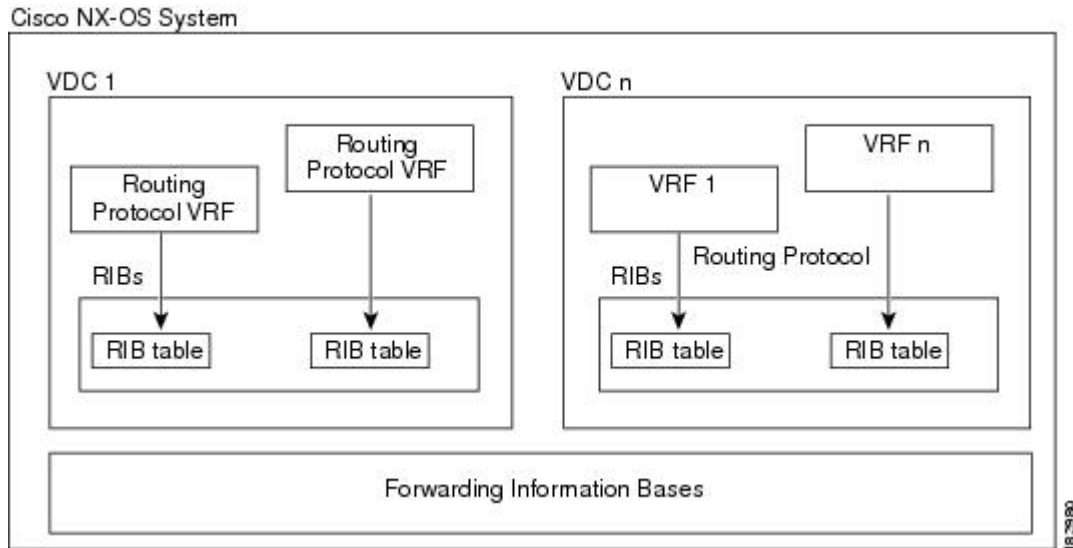 Cisco NX-OS System
VDC 1
Routing
Protocol VRF
Routing
Protocol VRF
RIBs
RIB table
RIB table
VDC n
VRF 1
VRF n
Routing Protocol
RIBs
RIB table
RIB table
Forwarding Information Bases
182980